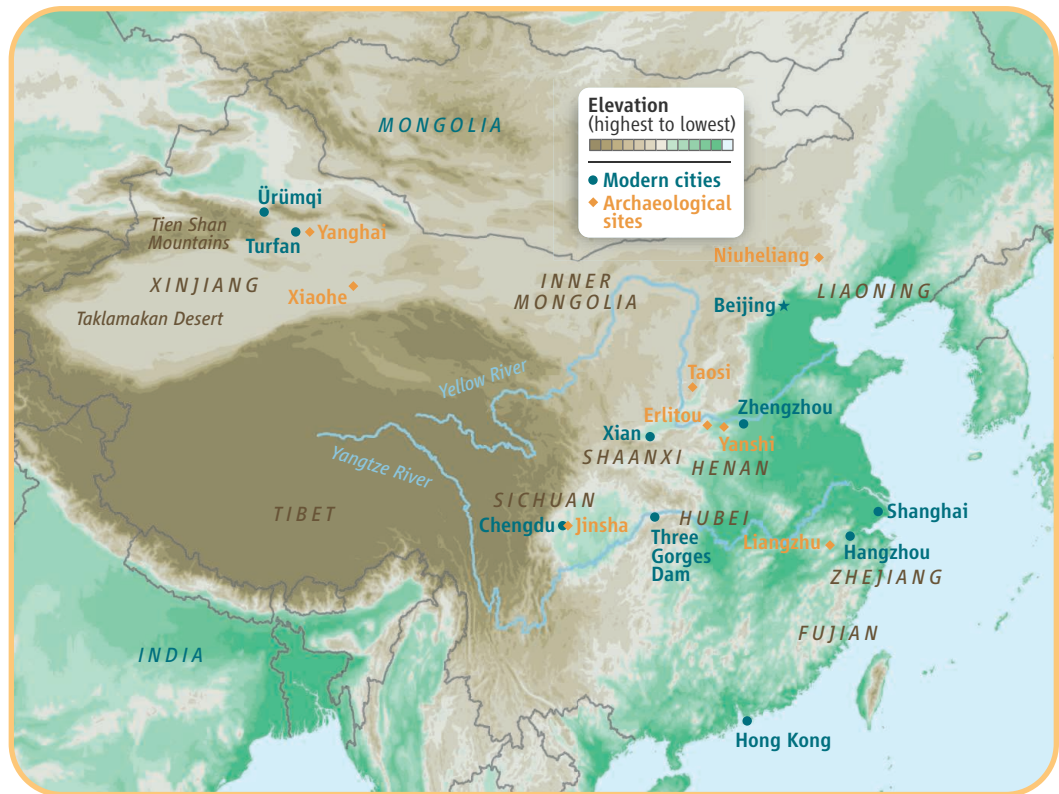 Elevation
(highest to lowest)
Modern cities
Archaeological
sites
MONGOLIA
Ürümqi
Tien Shan
Mountains
Turfan
Yanghai
XINJIANG
Xiaohe
Taklamakan Desert
INNER
MONGOLIA
Niuheliang
LIAONING
Beijing
Yellow River
Taosi
Erlitou
Zhengzhou
Xian
Yanshi
SHAANXI
HENAN
Yangtze River
TIBET
SICHUAN
Chengdu
Jinsha
HUBEI
Three
Gorges
Dam
Shanghai
Liangzhu
Hangzhou
ZHEJIANG
FUJIAN
INDIA
Hong Kong